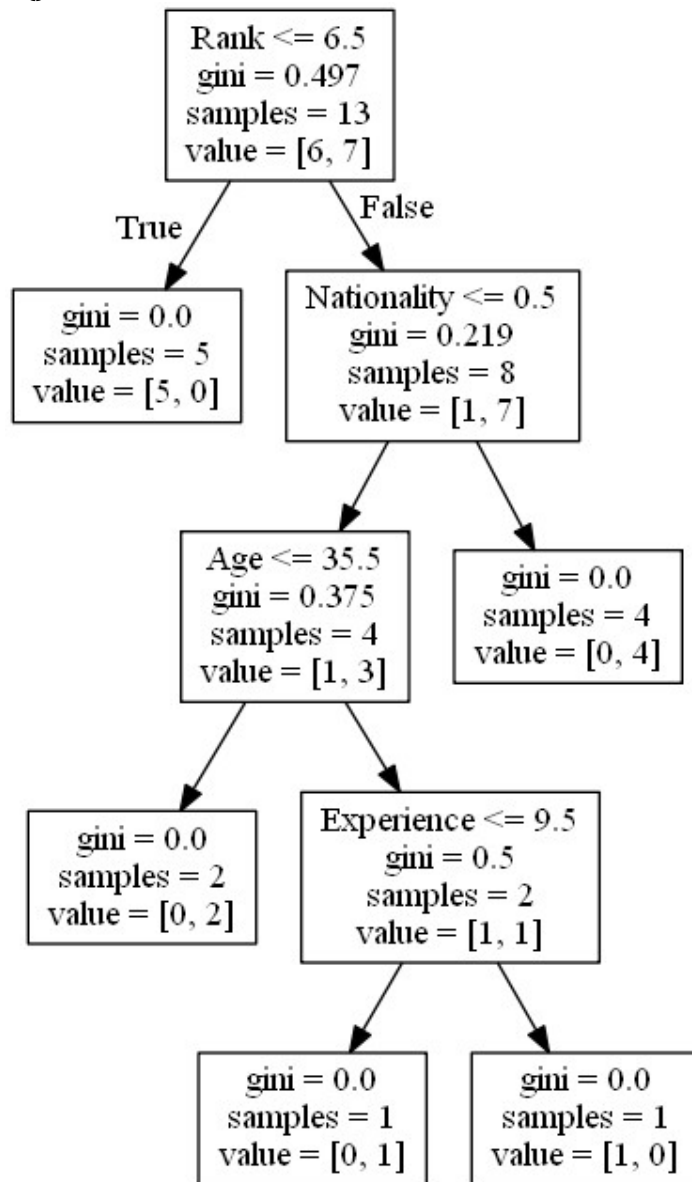 Rank <= 6.5
gini = 0.497
samples = 13
value = [6, 7]
True
False
gini = 0.0
samples = 5
value = [5, 0]
Nationality <= 0.5
gini = 0.219
samples = 8
value = [1, 7]
Age <= 35.5
gini = 0.375
samples = 4
value = [1, 3]
gini = 0.0
samples = 4
value = [0, 4]
gini = 0.0
samples = 2
value = [0, 2]
Experience <= 9.5
gini = 0.5
samples = 2
value = [1, 1]
gini = 0.0
samples = 1
value = [0, 1]
gini = 0.0
samples = 1
value = [1, 0]